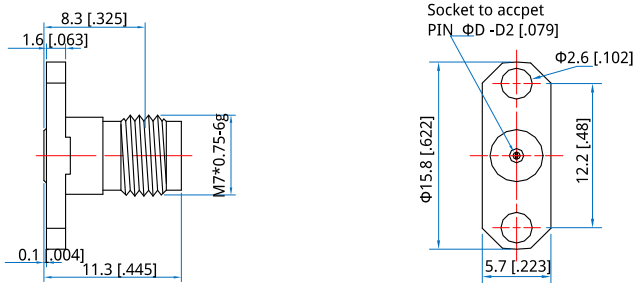 8.3 [.325]
1.6 [.063]
M7*0.75-6g
0.1 [.004]
11.3 [.445]
Socket to accpet
PIN ΦD -D2 [.079]
Φ2.6 [.102]
Φ15.8 [.622]
12.2 [.48]
5.7 [.223]